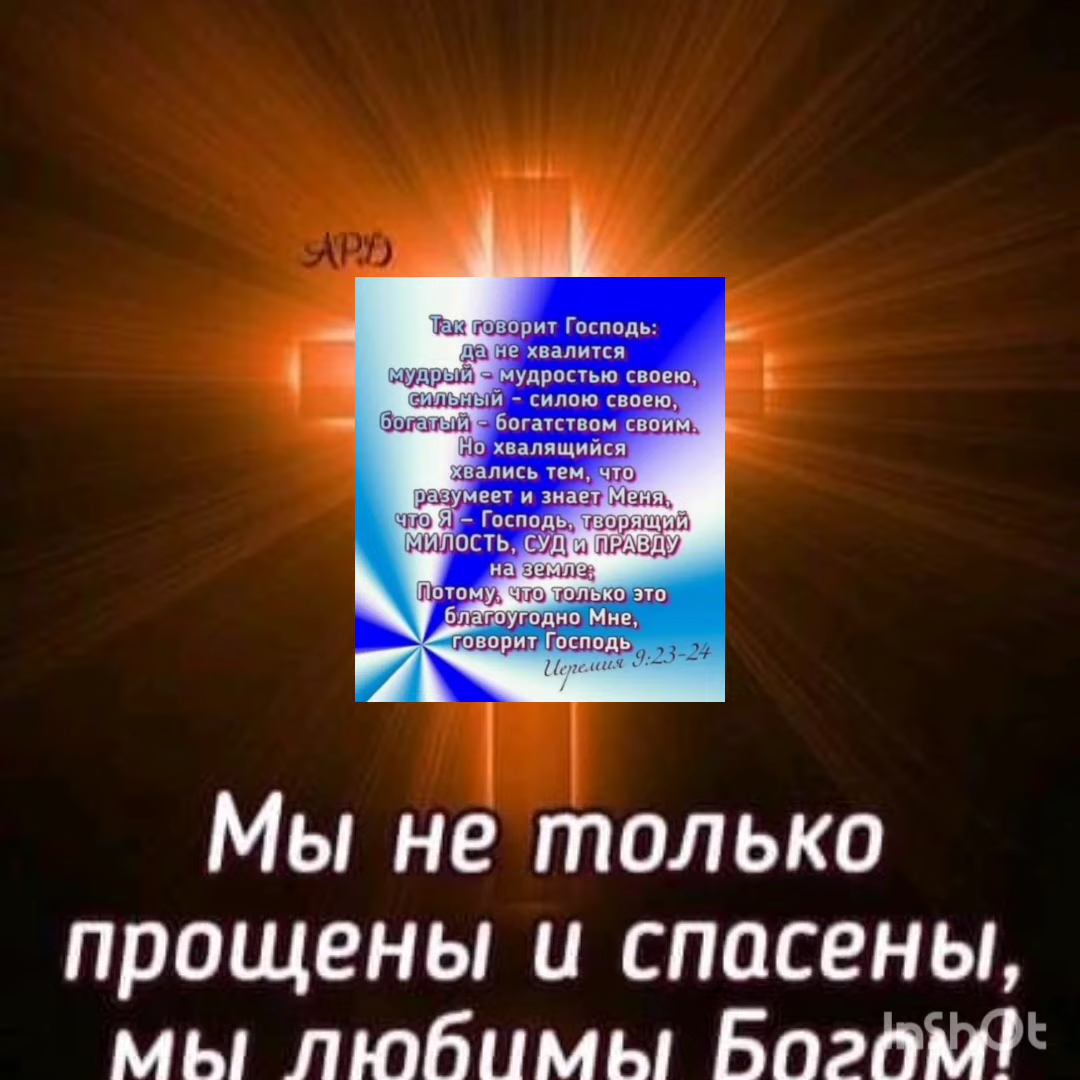 АРД
Так говорит Господь:
да не хвалится
мудрый - мудростью своею,
сильный - силою своею,
богатый - богатством своим.
Но хвалящийся
хвались тем, что
разумеет и знает Меня,
что Я – Господь, творящий
МИЛОСТЬ, СУД и ПРАВДУ
на земле;
Потому, что только это
благоугодно Мне,
говорит Господь
Иеремия 9:23-24
Мы не только
прощены и спасены,
мы любимы Богом!
InShOt